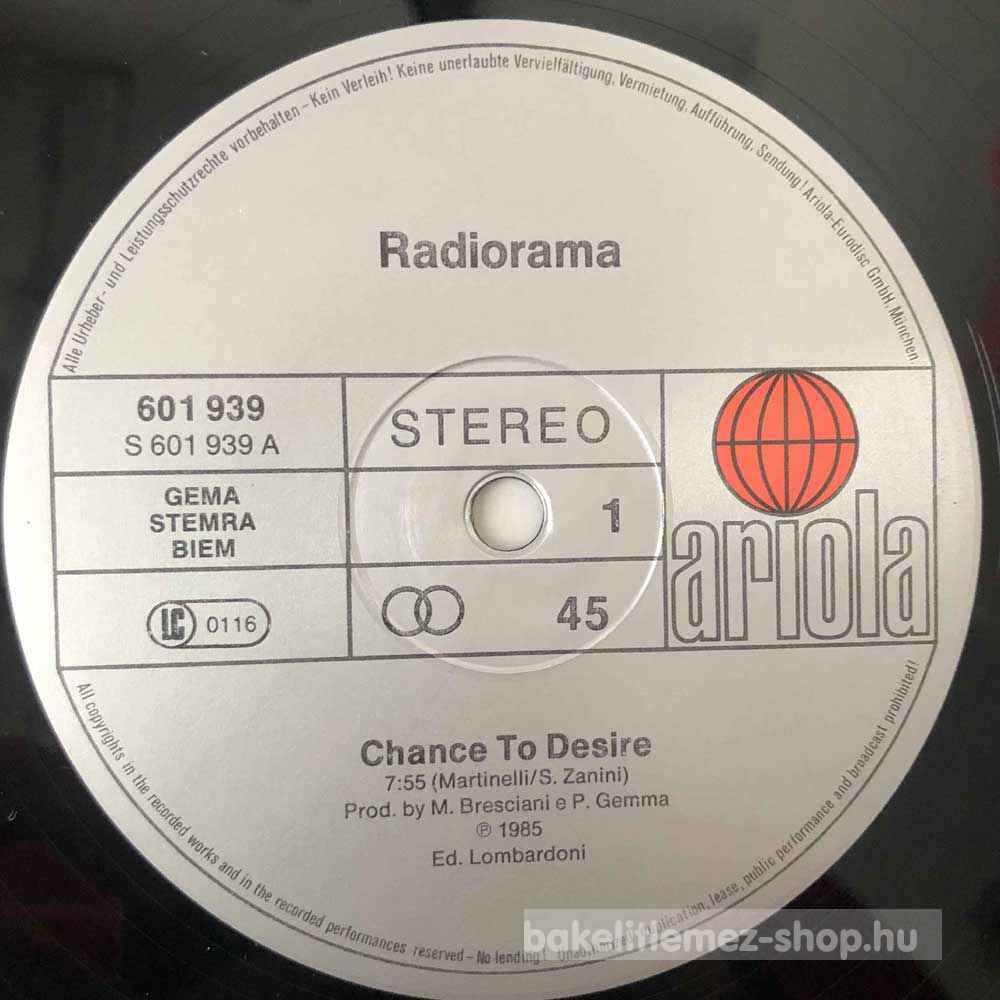 Alle Urheber- und Leistungsschutzrechte vorbehalten – Kein Verleih! Keine unerlaubte Vervielfältigung, Vermietung, Aufführung, Sendung! Ariola-Eurodisc GmbH, München.
Radiorama
601 939
S 601 939 A
STEREO
GEMA
STEMRA
BIEM
1
LC 0116
45
ariola
Chance To Desire
7:55 (Martinelli/S. Zanini)
Prod. by M. Bresciani e P. Gemma
℗ 1985
Ed. Lombardoni
All copyrights in the recorded works and in the recorded performances reserved – No lending! Unauthorized publication, lease, public performance and broadcast prohibited!
bakelitlemez-shop.hu